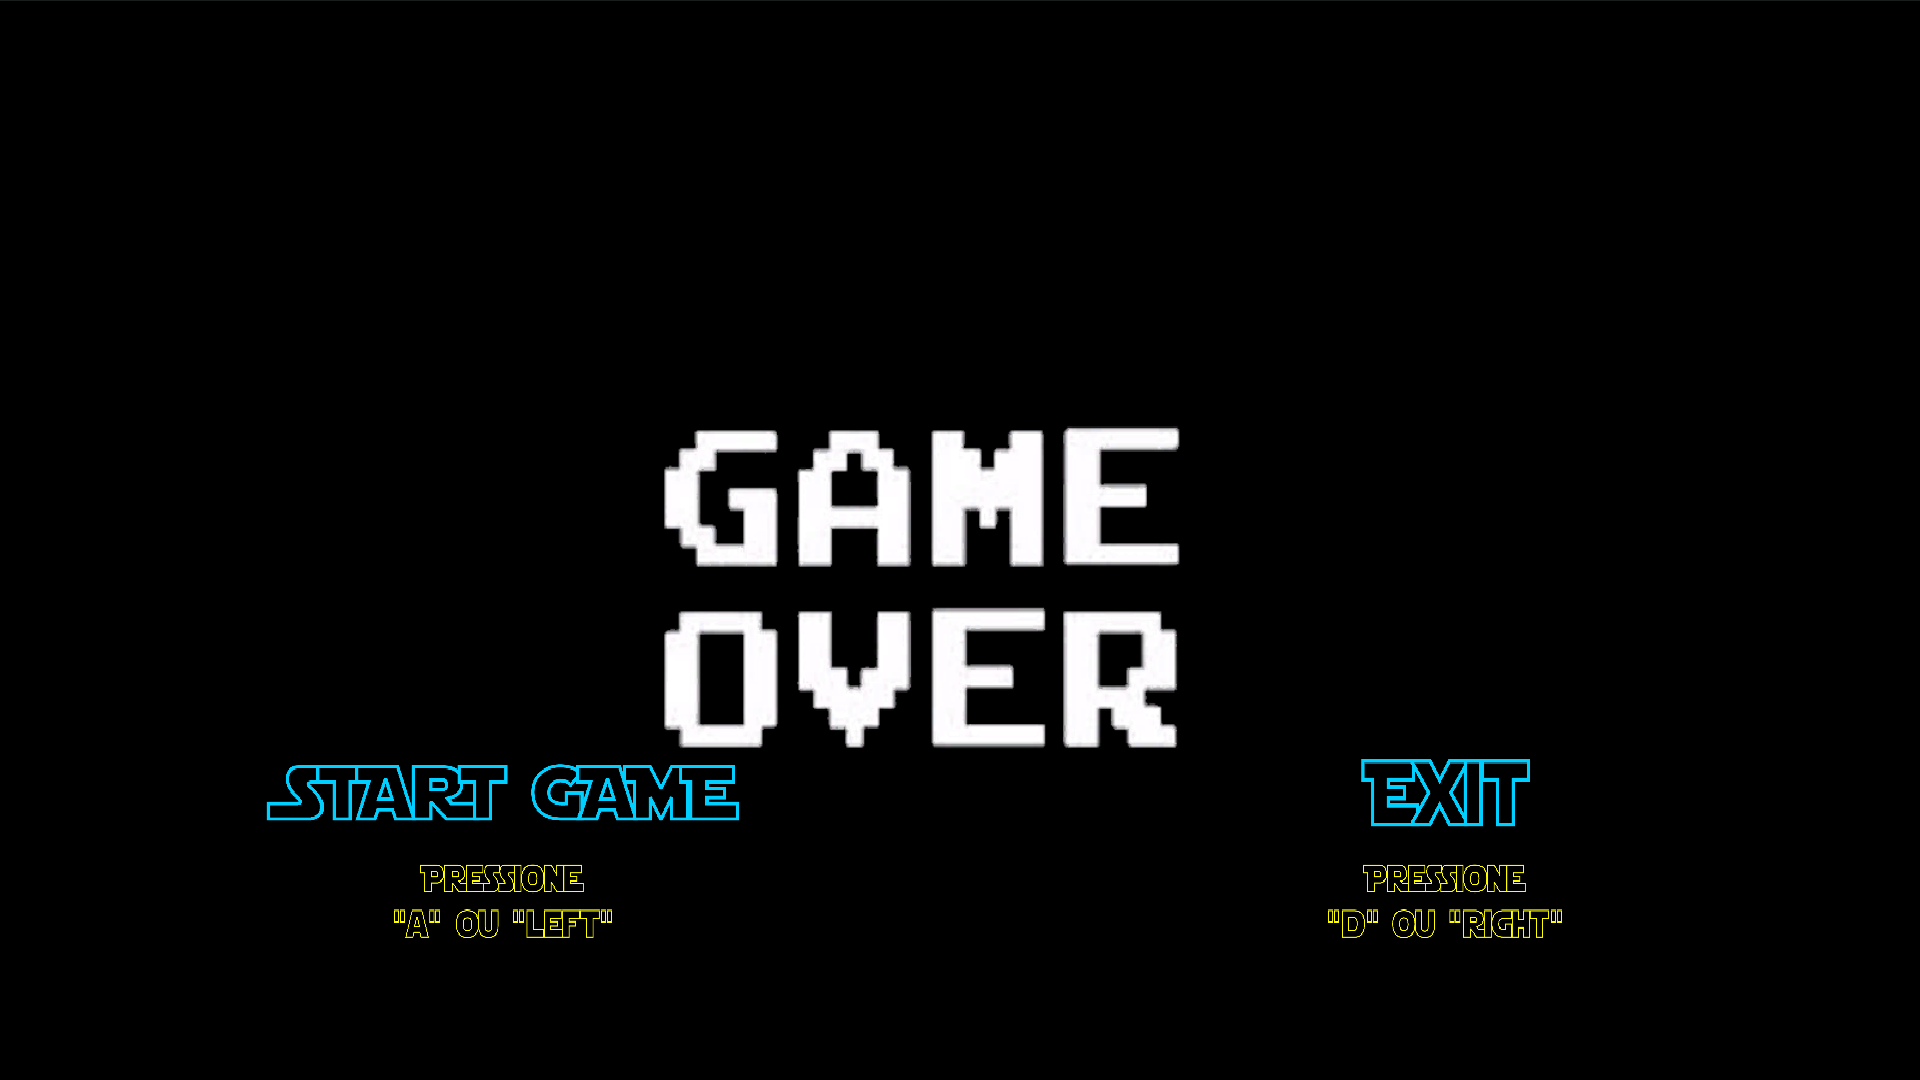 GAME
OVER
START GAME
EXIT
PRESSIONE
"A" OU "LEFT"
PRESSIONE
"D" OU "RIGHT"